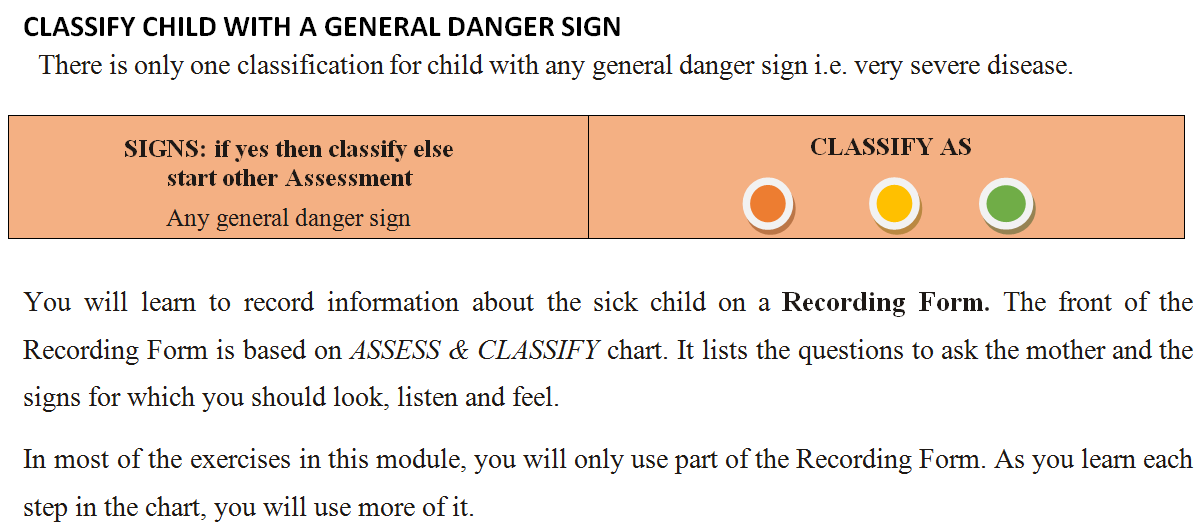 CLASSIFY CHILD WITH A GENERAL DANGER SIGN
There is only one classification for child with any general danger sign i.e. very severe disease.
SIGNS: if yes then classify else
start other Assessment
Any general danger sign
CLASSIFY AS
You will learn to record information about the sick child on a Recording Form. The front of the
Recording Form is based on ASSESS & CLASSIFY chart. It lists the questions to ask the mother and the
signs for which you should look, listen and feel.
In most of the exercises in this module, you will only use part of the Recording Form. As you learn each
step in the chart, you will use more of it.